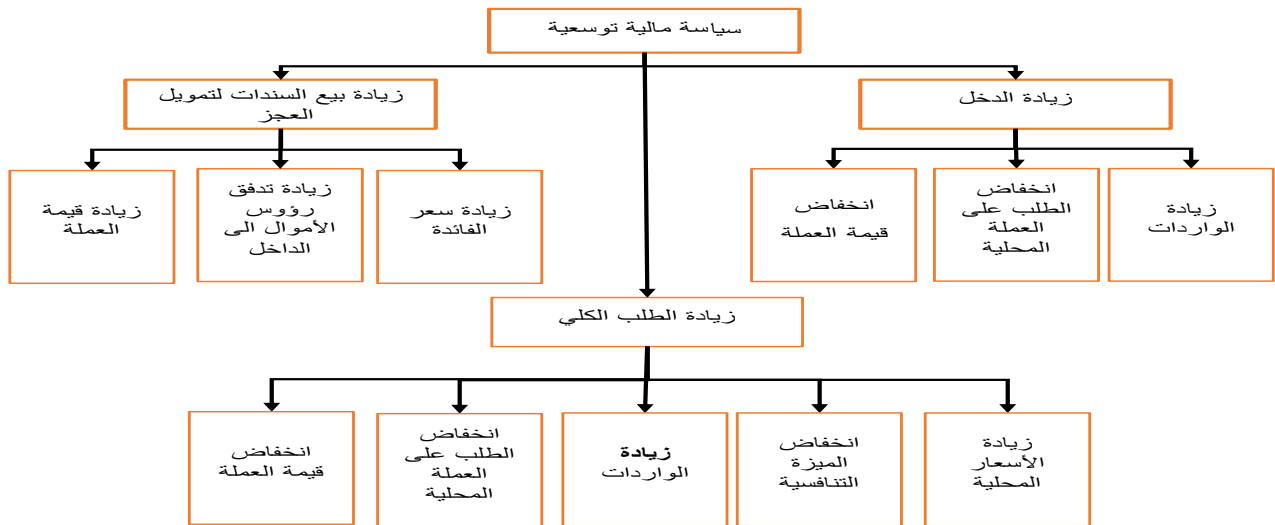 سياسة مالية توسعية
زيادة الدخل
زيادة بيع السندات لتمويل
العجز
زيادة
الواردات
انخفاض
الطلب على
العملة
المحلية
انخفاض
قيمة العملة
زيادة سعر
الفائدة
زيادة تدفق
رؤوس
الأموال الى
الداخل
زيادة قيمة
العملة
زيادة الطلب الكلي
زيادة
الأسعار
المحلية
انخفاض
الميزة
التنافسية
زيادة
الواردات
انخفاض
الطلب على
العملة
المحلية
انخفاض
قيمة العملة